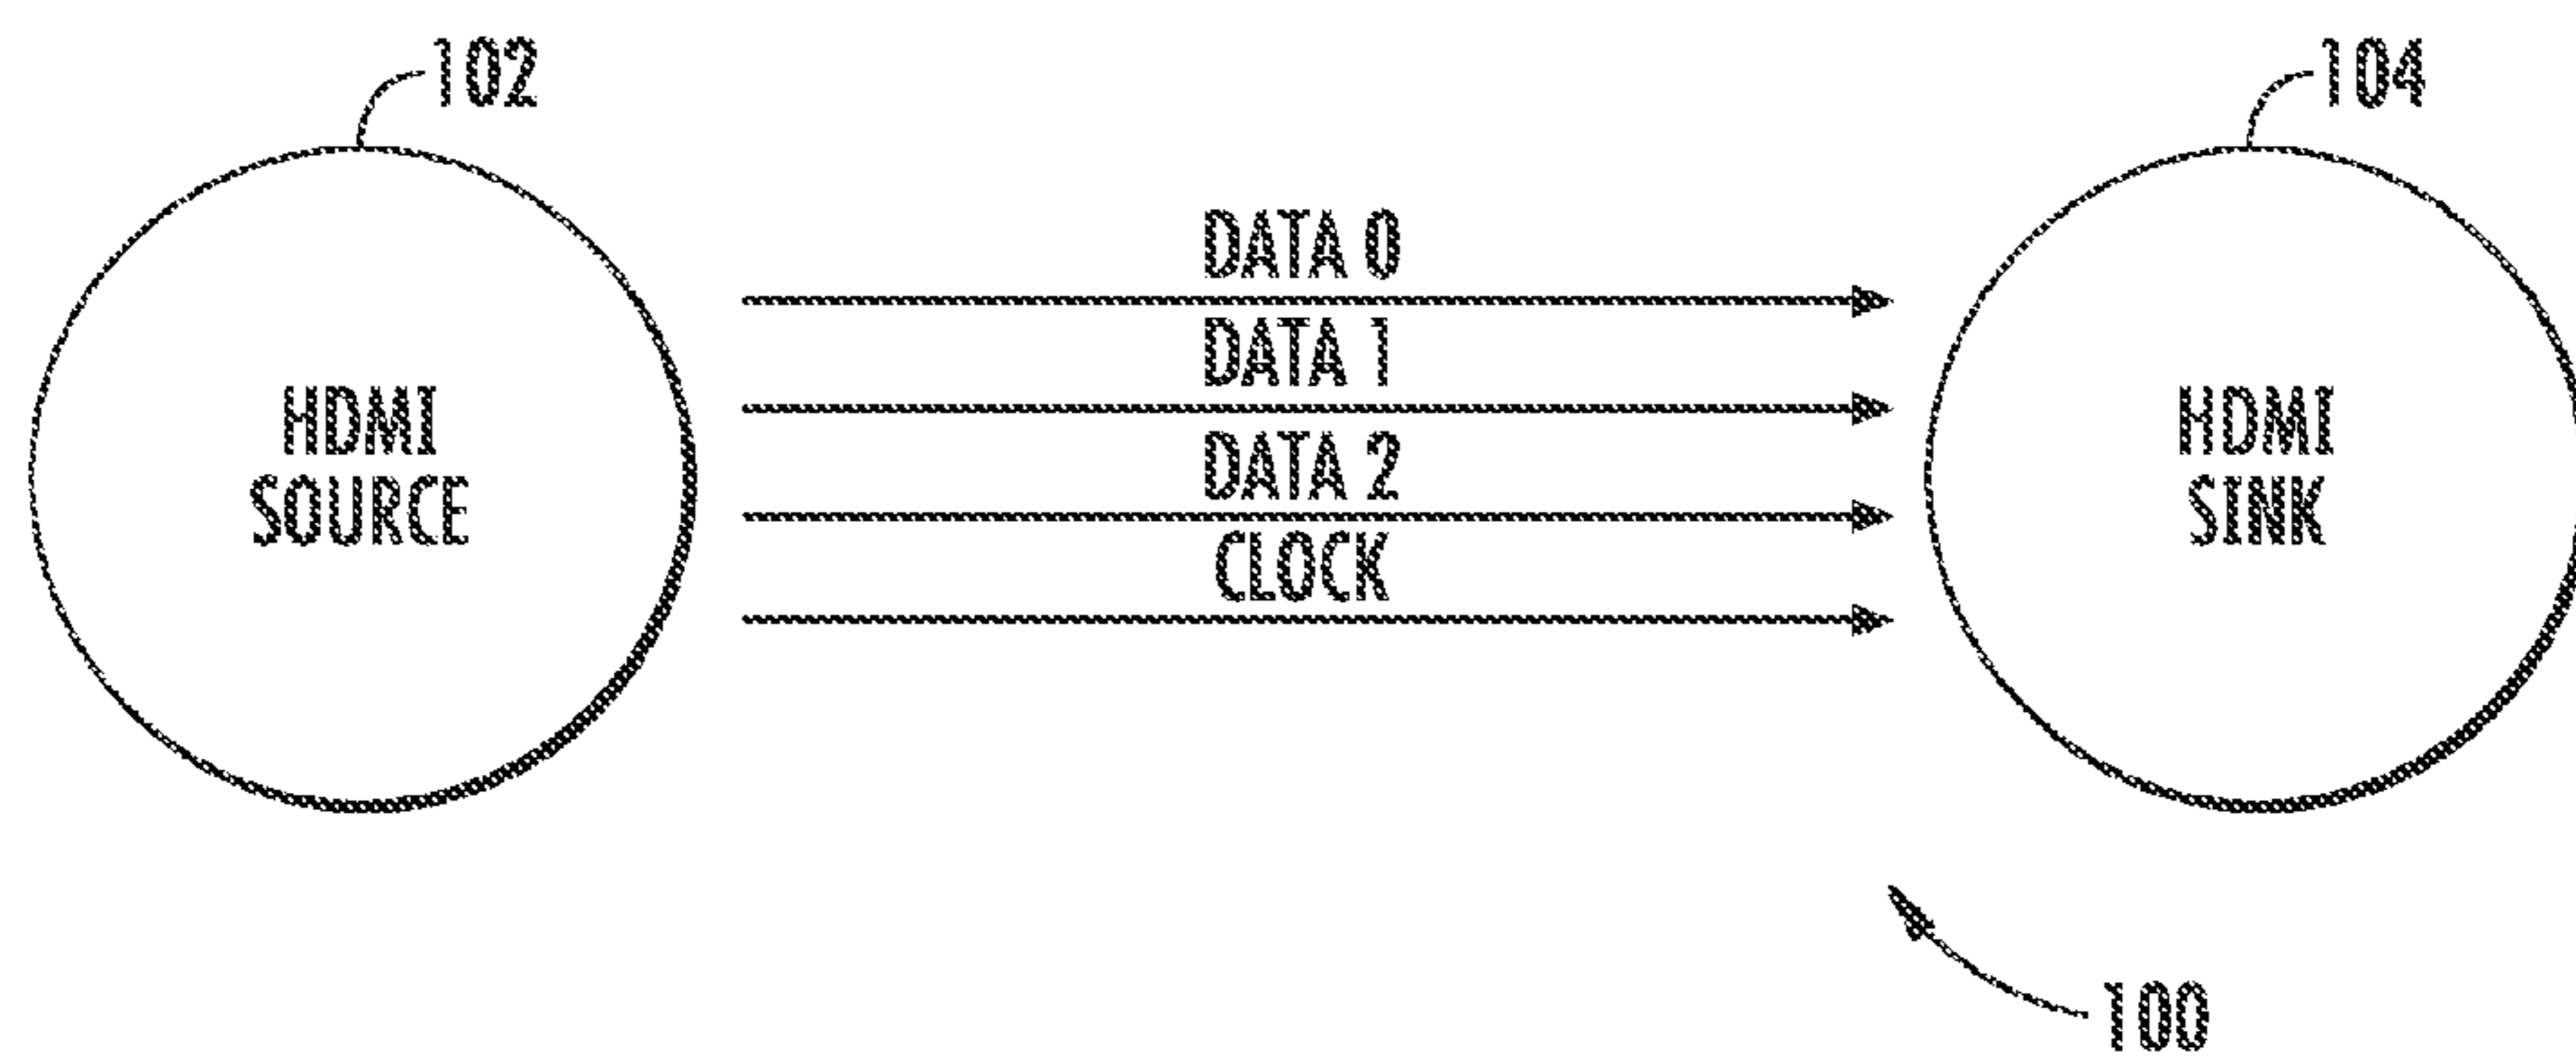 102
104
DATA 0
DATA 1
HDMI
SOURCE
HDMI
SINK
DATA 2
CLOCK
100